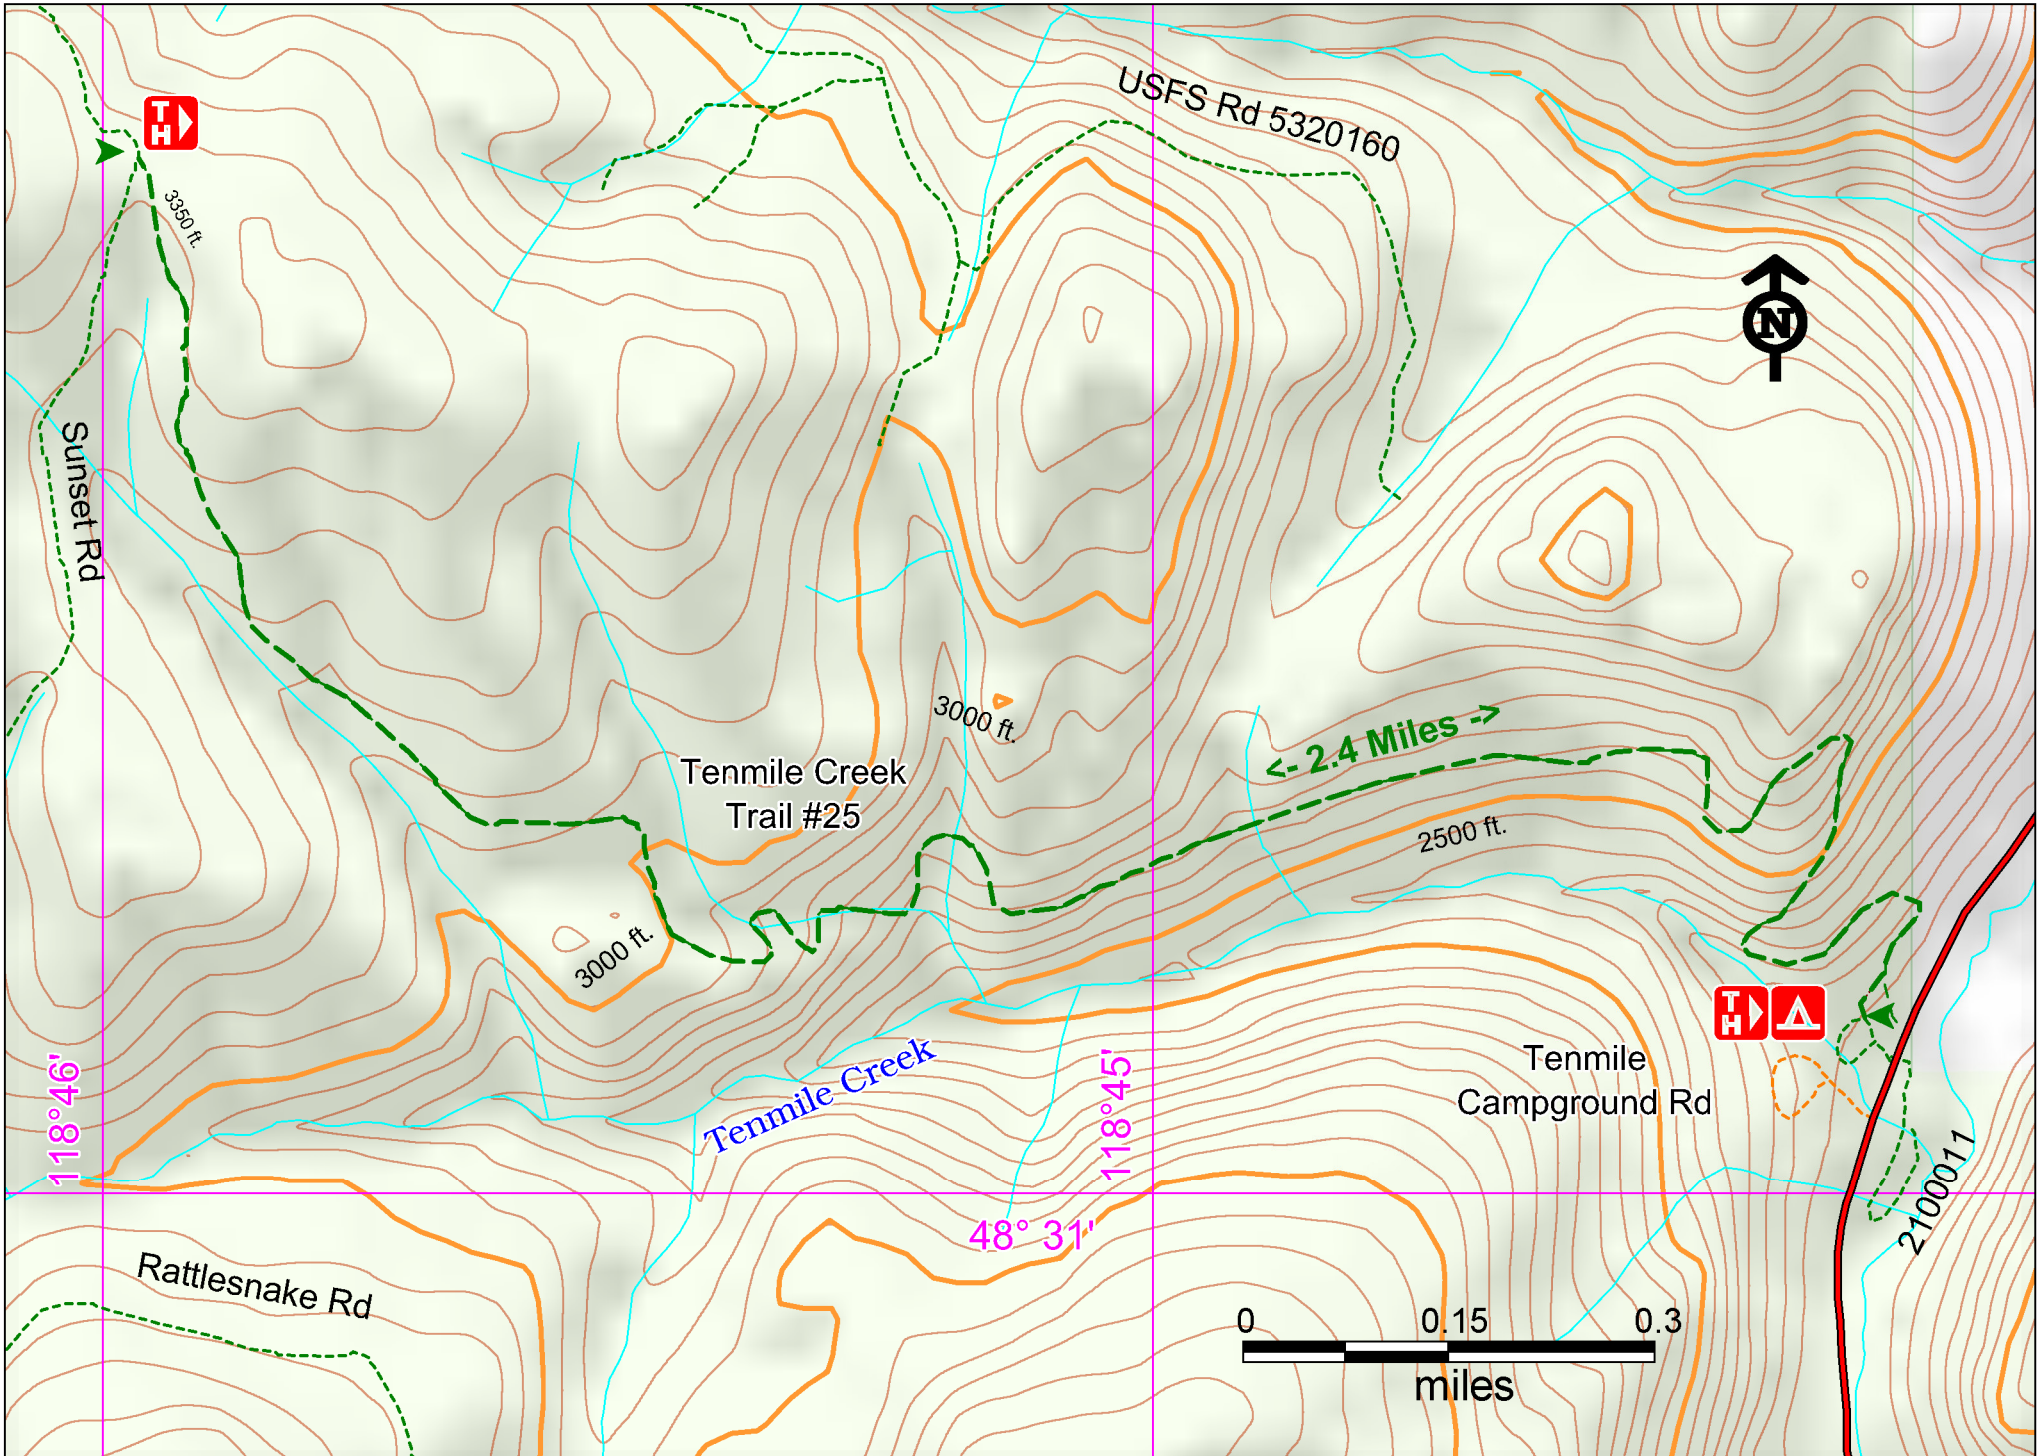 USFS Rd 5320160
TH
3350 ft.
N
Sunset Rd
3000 ft.
<- 2.4 Miles ->
Tenmile Creek
Trail #25
2500 ft.
3000 ft.
TH
Tenmile
Campground Rd
Tenmile Creek
118°46'
118°45'
48° 31'
2100011
Rattlesnake Rd
0 0.15 0.3
miles